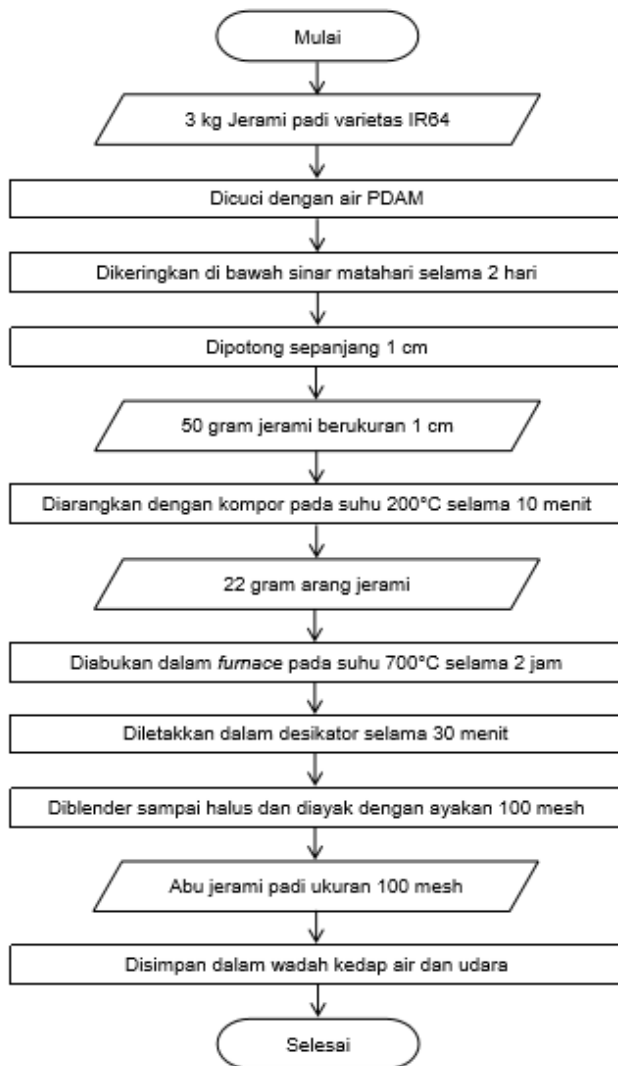 Mulai
3 kg Jerami padi varietas IR64
Dicuci dengan air PDAM
Dikeringkan di bawah sinar matahari selama 2 hari
Dipotong sepanjang 1 cm
50 gram jerami berukuran 1 cm
Diarangkan dengan kompor pada suhu 200°C selama 10 menit
22 gram arang jerami
Diabukan dalam furnace pada suhu 700°C selama 2 jam
Diletakkan dalam desikator selama 30 menit
Diblender sampai halus dan diayak dengan ayakan 100 mesh
Abu jerami padi ukuran 100 mesh
Disimpan dalam wadah kedap air dan udara
Selesai